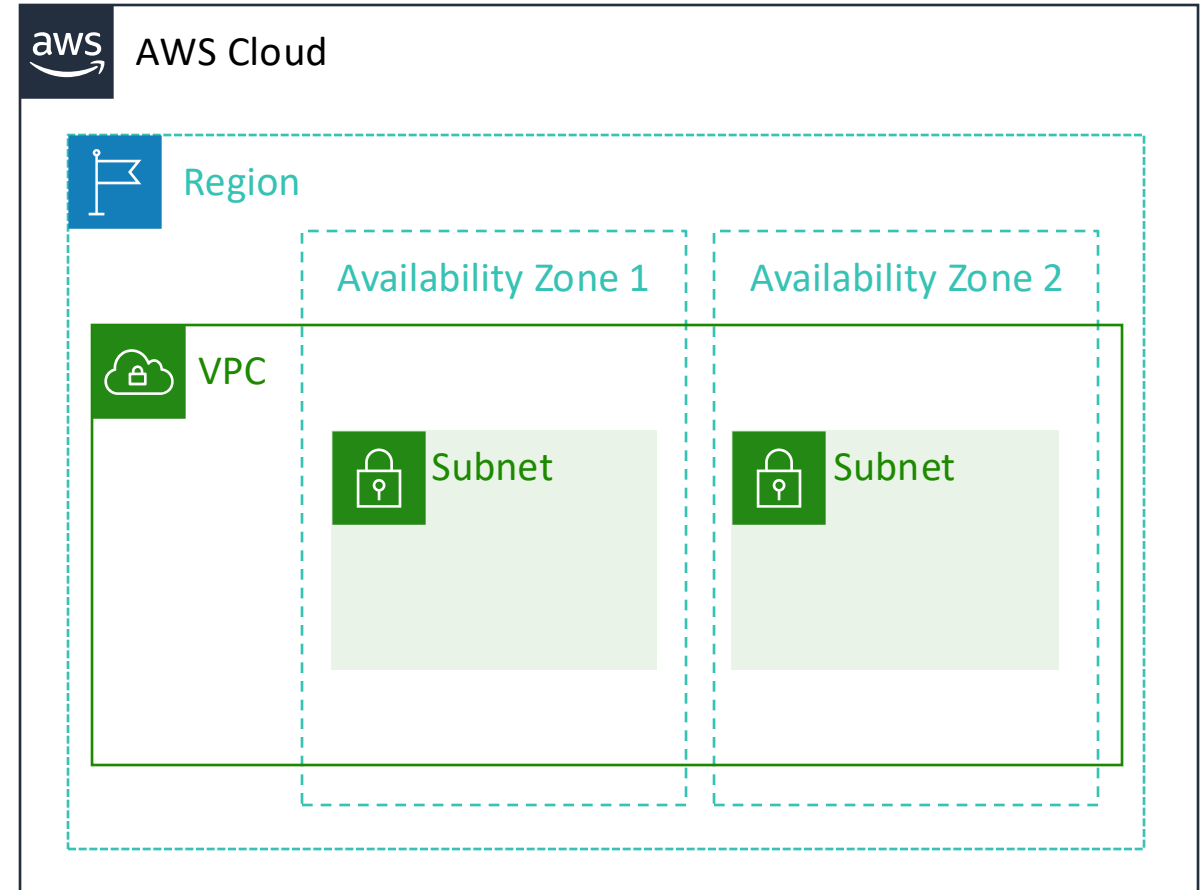 aws
AWS Cloud
Region
Availability Zone 1
Availability Zone 2
VPC
Subnet
Subnet